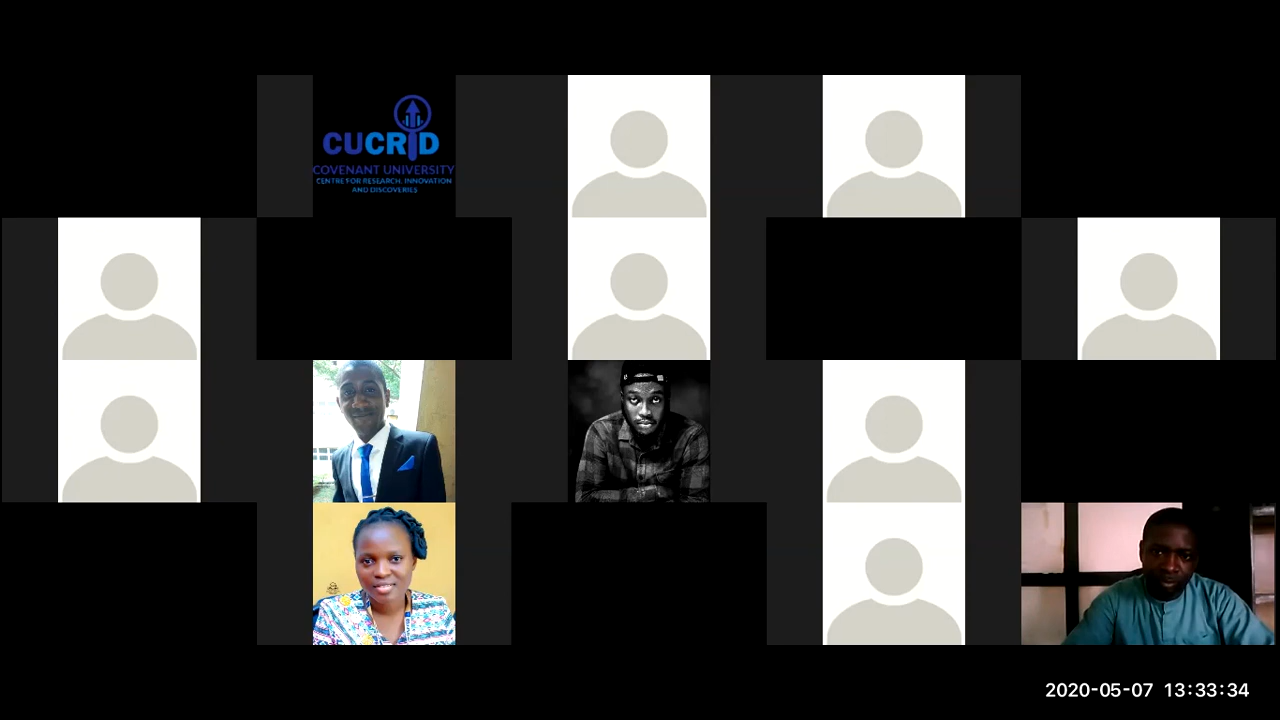 CUCRID
COVENANT UNIVERSITY
CENTRE FOR RESEARCH, INNOVATION
AND DISCOVERIES
2020-05-07 13:33:34